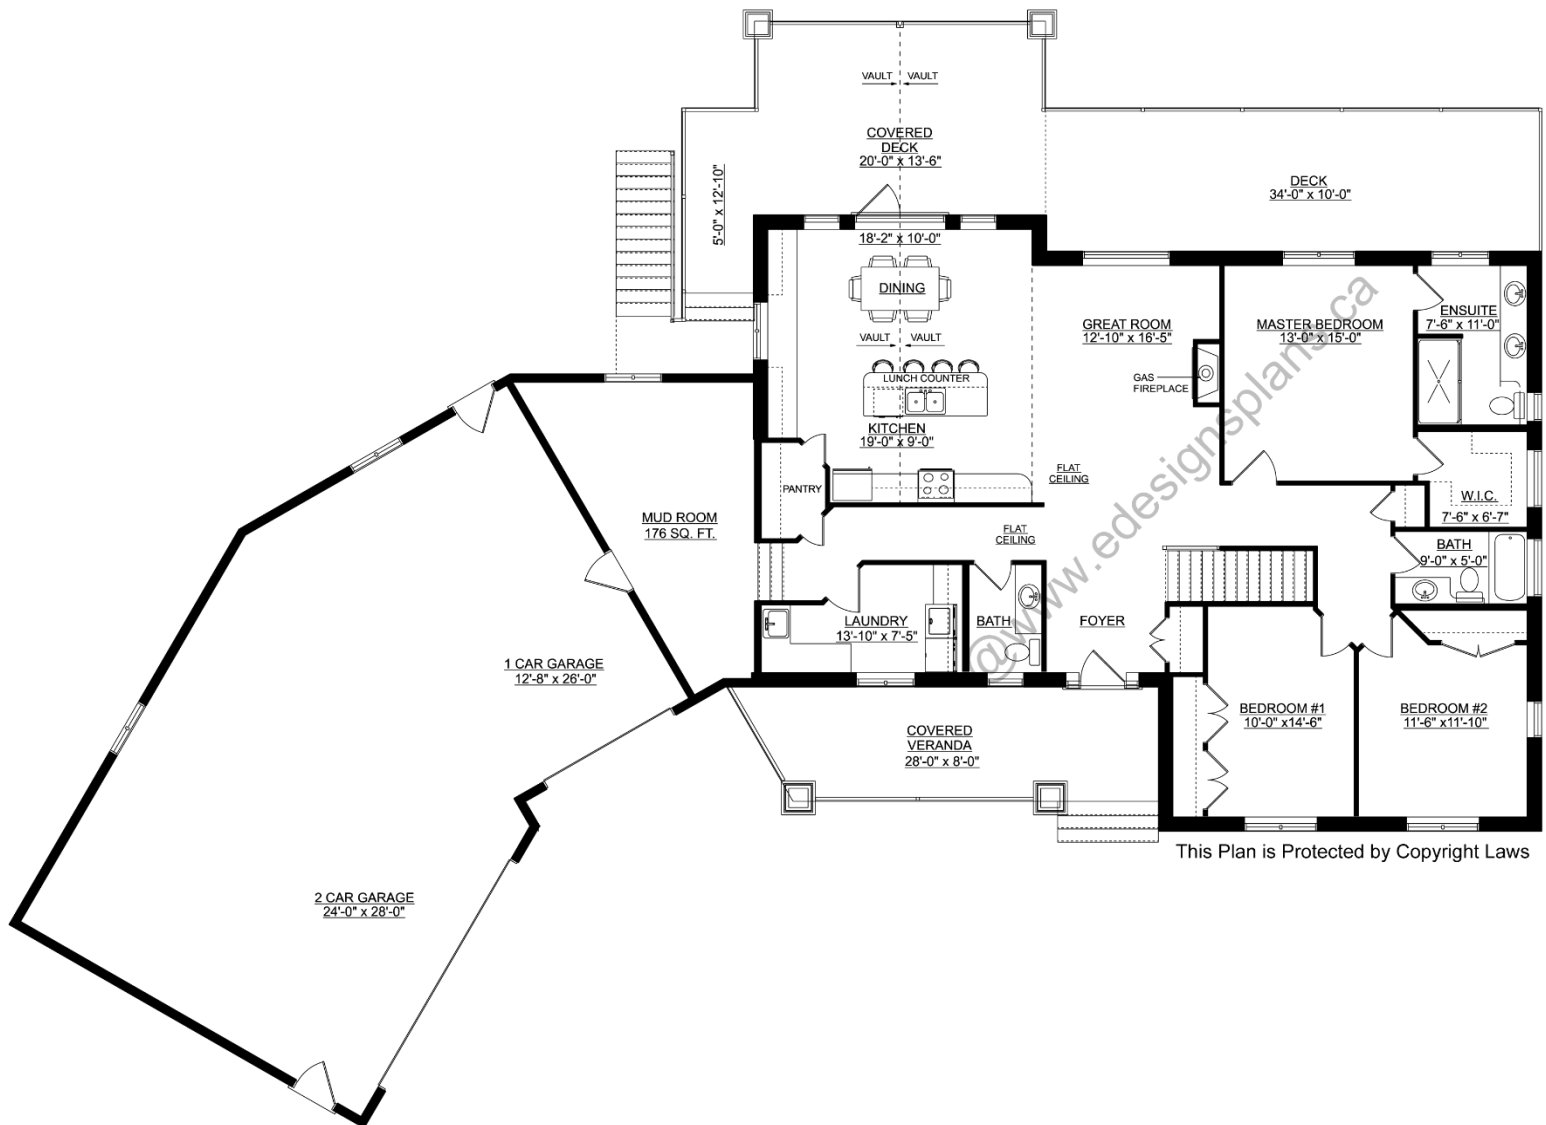 VAULT VAULT
COVERED
DECK
20'-0" x 13'-6"
5'-0" x 12'-10"
DECK
34'-0" x 10'-0"
18'-2" x 10'-0"
DINING
VAULT VAULT
LUNCH COUNTER
KITCHEN
19'-0" x 9'-0"
GREAT ROOM
12'-10" x 16'-5"
GAS
FIREPLACE
MASTER BEDROOM
13'-0" x 15'-0"
ENSUITE
7'-6" x 11'-0"
FLAT
CEILING
PANTRY
W.I.C.
7'-6" x 6'-7"
MUD ROOM
176 SQ. FT.
FLAT
CEILING
BATH
9'-0" x 5'-0"
LAUNDRY
13'-10" x 7'-5"
BATH
FOYER
1 CAR GARAGE
12'-8" x 26'-0"
COVERED
VERANDA
28'-0" x 8'-0"
BEDROOM #1
10'-0" x14'-6"
BEDROOM #2
11'-6" x11'-10"
2 CAR GARAGE
24'-0" x 28'-0"
This Plan is Protected by Copyright Laws
@www.edesignsplans.ca